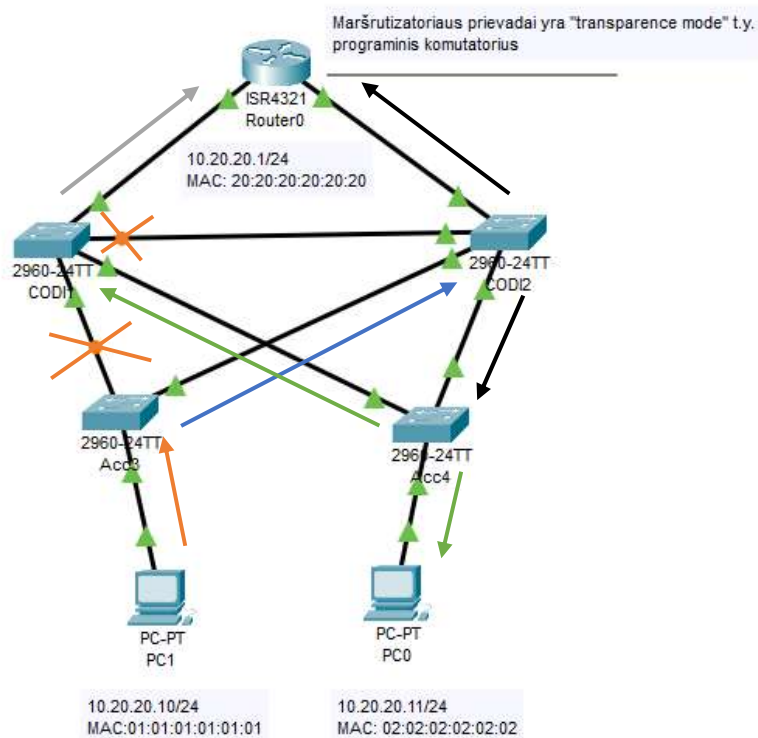 Maršrutizatoriaus prievadai yra "transparence mode" t.y.
programinis komutatorius
ISR4321
Router0
10.20.20.1/24
MAC: 20:20:20:20:20:20
2960-24TT
CODI1
2960-24TT
CODI2
2960-24TT
Acc3
2960-24TT
Acc4
PC-PT
PC1
PC-PT
PC0
10.20.20.10/24
MAC:01:01:01:01:01:01
10.20.20.11/24
MAC: 02:02:02:02:02:02